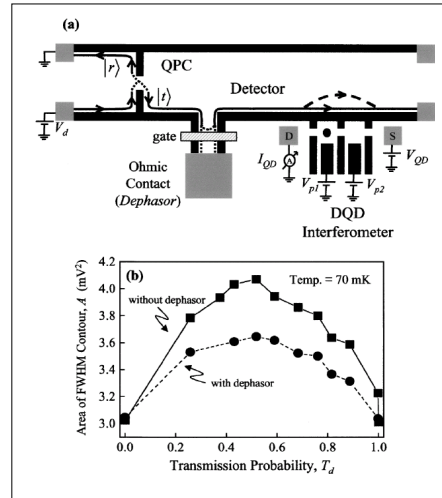 (a)
|r⟩
QPC
|t⟩
Detector
V_d
gate
Ohmic
Contact
(Dephasor)
D
S
A
I_QD
V_p1
V_p2
V_QD
DQD
Interferometer
(b)
Temp. = 70 mK
without dephasor
with dephasor
Area of FWHM Contour, A (mV²)
4.2
4.0
3.8
3.6
3.4
3.2
3.0
0.0 0.2 0.4 0.6 0.8 1.0
Transmission Probability, T_d